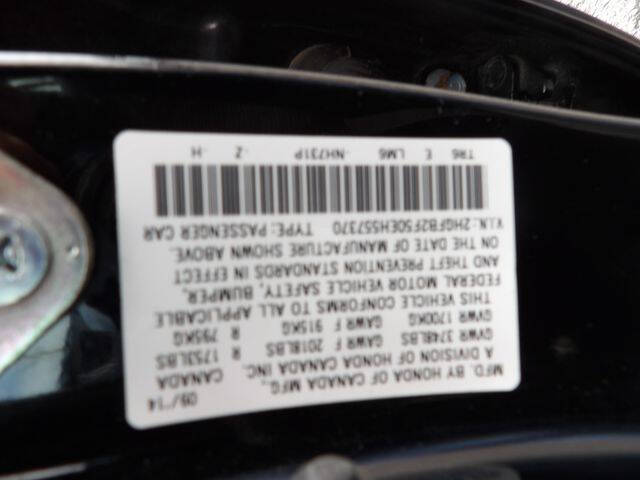 MFD. BY HONDA OF CANADA MFG. 09/'14
A DIVISION OF HONDA CANADA INC. CANADA
GVWR 3748LBS GAWR F 2018LBS R 1753LBS
GVWR 1700KG GAWR F 915KG R 795KG
THIS VEHICLE CONFORMS TO ALL APPLICABLE
FEDERAL MOTOR VEHICLE SAFETY, BUMPER,
AND THEFT PREVENTION STANDARDS IN EFFECT
ON THE DATE OF MANUFACTURE SHOWN ABOVE.
V.I.N.:2HGFB2F50EH557370 TYPE: PASSENGER CAR
TR6 E LM6 -NH731P -Z -H